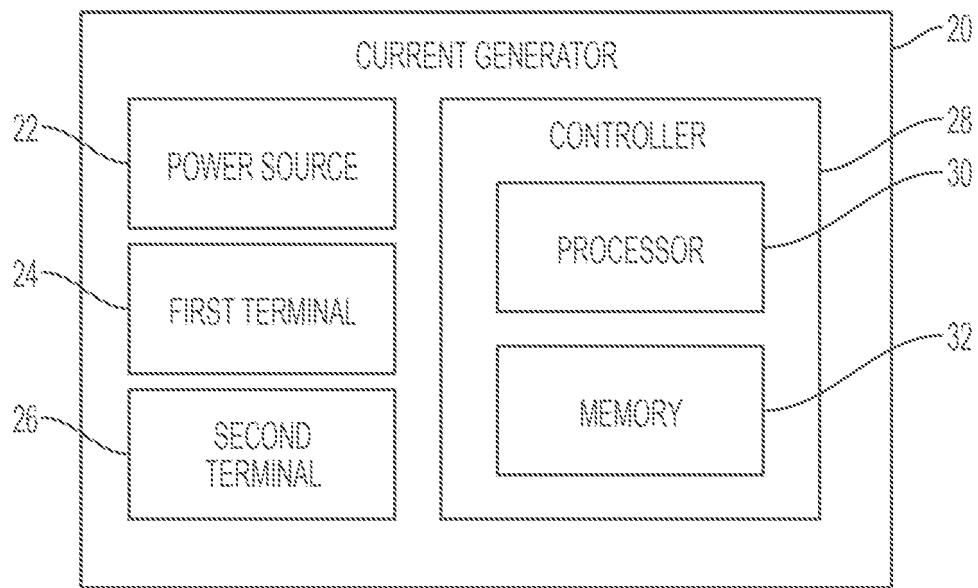 CURRENT GENERATOR
20
22
POWER SOURCE
24
FIRST TERMINAL
26
SECOND
TERMINAL
CONTROLLER
28
PROCESSOR
30
MEMORY
32